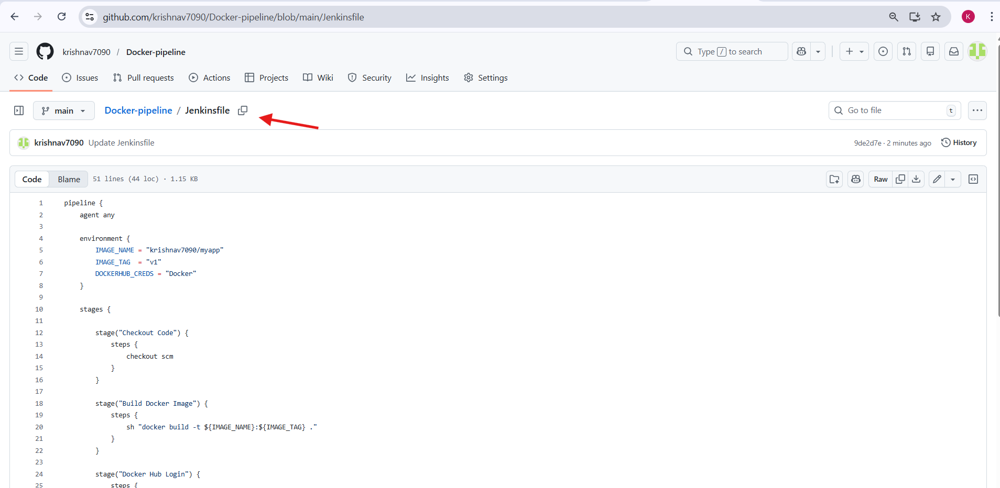 github.com/krishnav7090/Docker-pipeline/blob/main/Jenkinsfile
K
krishnav7090 / Docker-pipeline
Type / to search
Code Issues Pull requests Actions Projects Wiki Security Insights Settings
main Docker-pipeline / Jenkinsfile
Go to file t
krishnav7090 Update Jenkinsfile
9de2d7e · 2 minutes ago History
Code Blame 51 lines (44 loc) · 1.15 KB
Raw
1 pipeline {
2     agent any
3
4     environment {
5         IMAGE_NAME = "krishnav7090/myapp"
6         IMAGE_TAG  = "v1"
7         DOCKERHUB_CREDS = "Docker"
8     }
9
10     stages {
11
12         stage("Checkout Code") {
13             steps {
14                 checkout scm
15             }
16         }
17
18         stage("Build Docker Image") {
19             steps {
20                 sh "docker build -t ${IMAGE_NAME}:${IMAGE_TAG} ."
21             }
22         }
23
24         stage("Docker Hub Login") {
25             steps {